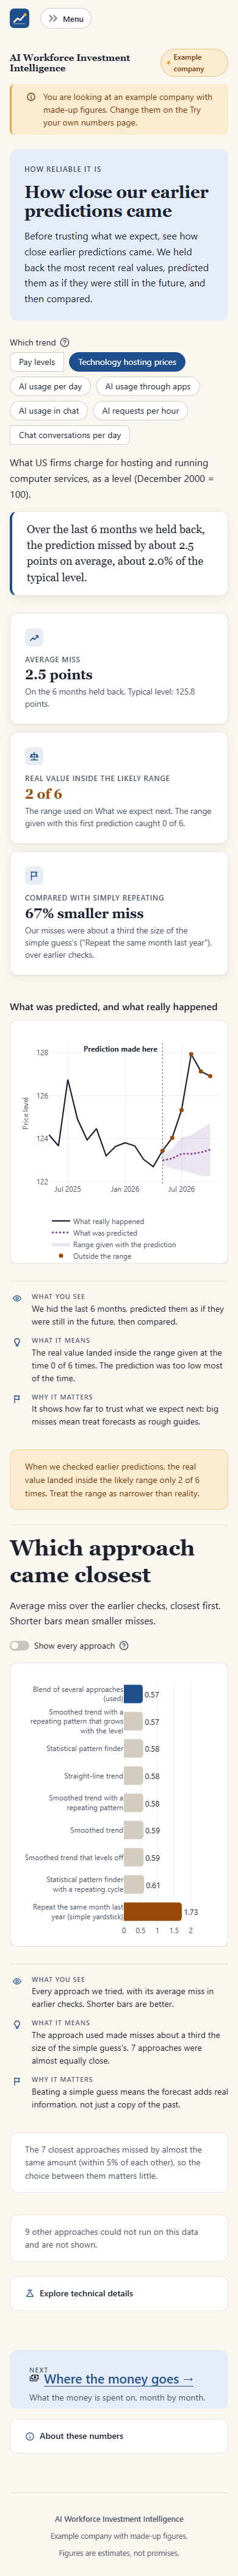 Menu
AI Workforce Investment
Intelligence
Example
company
You are looking at an example company with
made-up figures. Change them on the Try
your own numbers page.
HOW RELIABLE IT IS
How close our earlier
predictions came
Before trusting what we expect, see how
close earlier predictions came. We held
back the most recent real values, predicted
them as if they were still in the future, and
then compared.
Which trend
Pay levels
Technology hosting prices
AI usage per day
AI usage through apps
AI usage in chat
AI requests per hour
Chat conversations per day
What US firms charge for hosting and running
computer services, as a level (December 2000 =
100).
Over the last 6 months we held back,
the prediction missed by about 2.5
points on average, about 2.0% of the
typical level.
AVERAGE MISS
2.5 points
On the 6 months held back. Typical level: 125.8
points.
REAL VALUE INSIDE THE LIKELY RANGE
2 of 6
The range used on What we expect next. The range
given with this first prediction caught 0 of 6.
COMPARED WITH SIMPLY REPEATING
67% smaller miss
Our misses were about a third the size of the
simple guess's ("Repeat the same month last year"),
over earlier checks.
What was predicted, and what really happened
Prediction made here
128
126
124
122
Price level
Jul 2025
Jan 2026
Jul 2026
What really happened
What was predicted
Range given with the prediction
Outside the range
WHAT YOU SEE
We hid the last 6 months, predicted them as if they
were still in the future, then compared.
WHAT IT MEANS
The real value landed inside the range given at the
time 0 of 6 times. The prediction was too low most
of the time.
WHY IT MATTERS
It shows how far to trust what we expect next: big
misses mean treat forecasts as rough guides.
When we checked earlier predictions, the real
value landed inside the likely range only 2 of 6
times. Treat the range as narrower than reality.
Which approach
came closest
Average miss over the earlier checks, closest first.
Shorter bars mean smaller misses.
Show every approach
Blend of several approaches
(used)
0.57
Smoothed trend with a
repeating pattern that grows
with the level
0.57
Statistical pattern finder
0.58
Straight-line trend
0.58
Smoothed trend with a
repeating pattern
0.58
Smoothed trend
0.59
Smoothed trend that levels off
0.59
Statistical pattern finder
with a repeating cycle
0.61
Repeat the same month last
year (simple yardstick)
1.73
0 0.5 1 1.5 2
WHAT YOU SEE
Every approach we tried, with its average miss in
earlier checks. Shorter bars are better.
WHAT IT MEANS
The approach used made misses about a third the
size of the simple guess's. 7 approaches were
almost equally close.
WHY IT MATTERS
Beating a simple guess means the forecast adds real
information, not just a copy of the past.
The 7 closest approaches missed by almost the
same amount (within 5% of each other), so the
choice between them matters little.
9 other approaches could not run on this data
and are not shown.
Explore technical details
NEXT
Where the money goes →
What the money is spent on, month by month.
About these numbers
AI Workforce Investment Intelligence
Example company with made-up figures.
Figures are estimates, not promises.